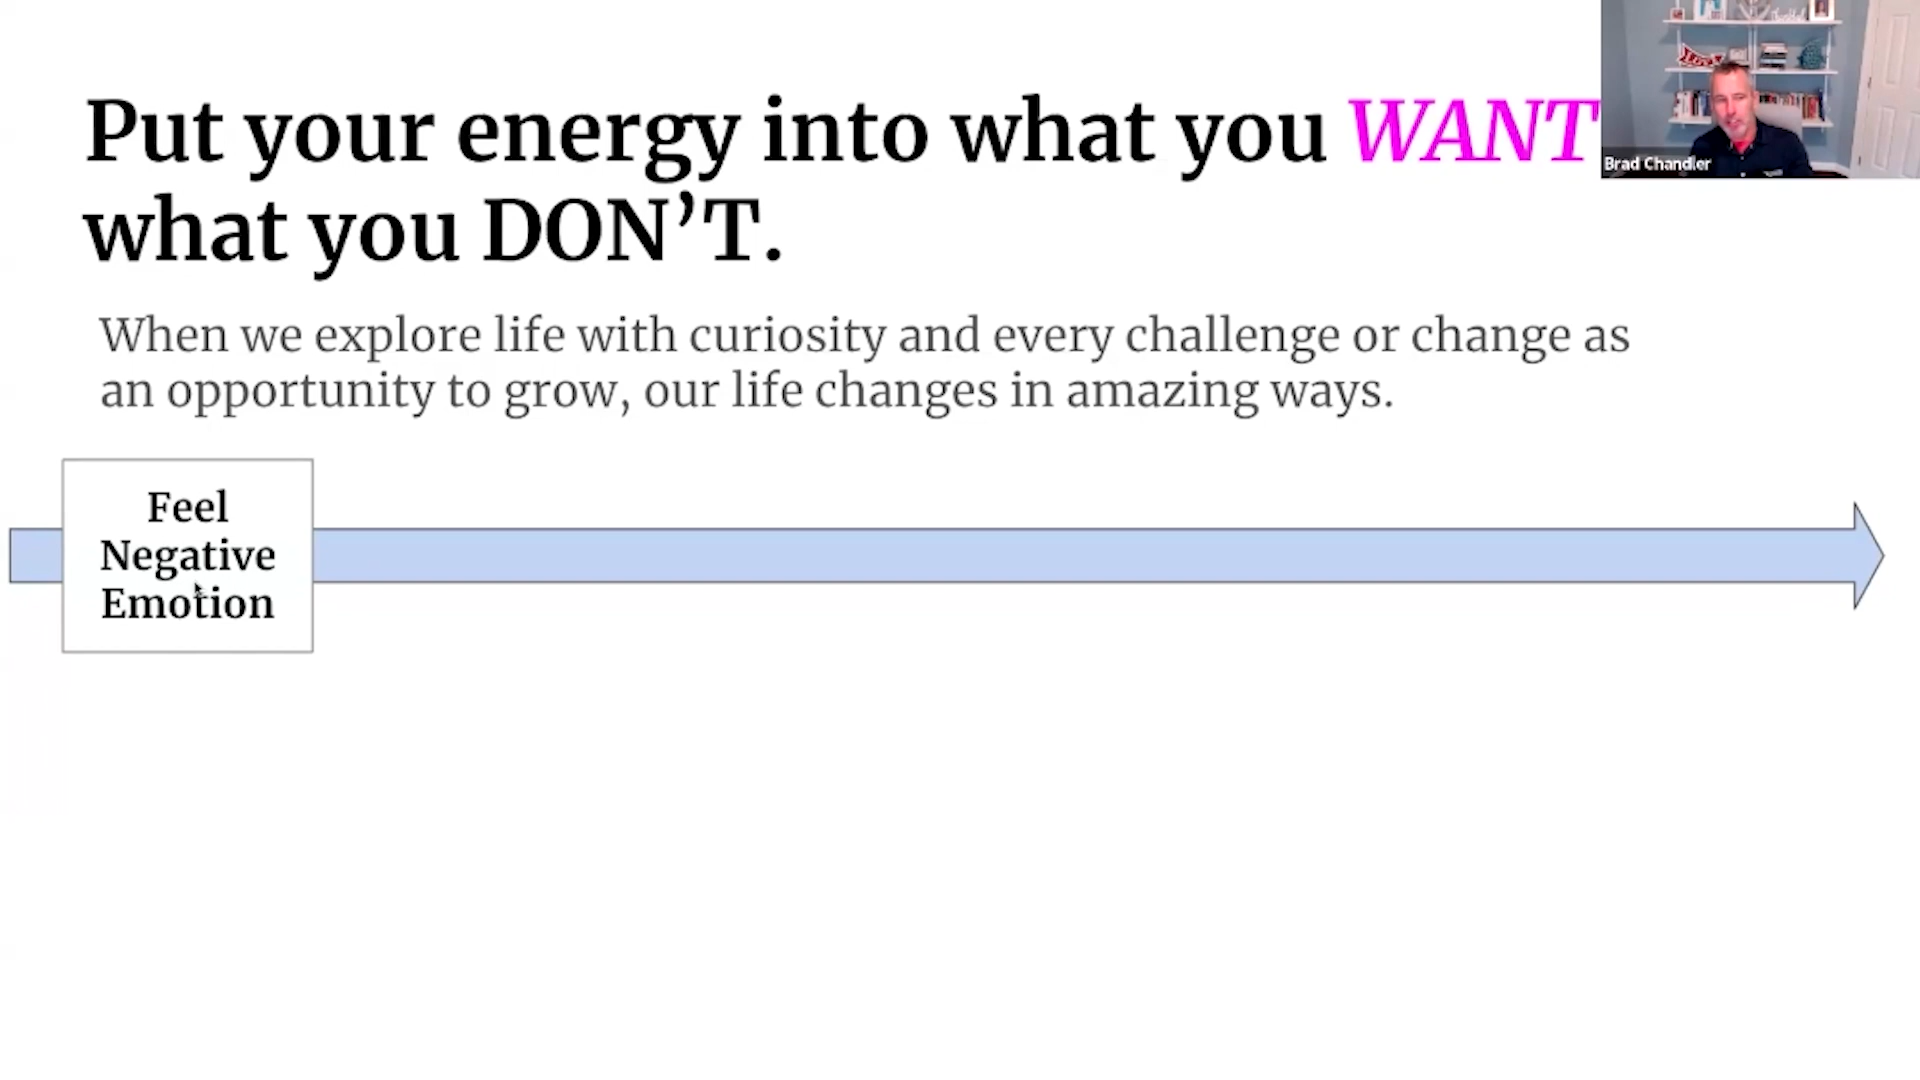 Put your energy into what you WANT
what you DON’T.
When we explore life with curiosity and every challenge or change as
an opportunity to grow, our life changes in amazing ways.
Feel
Negative
Emotion
Brad Chandler